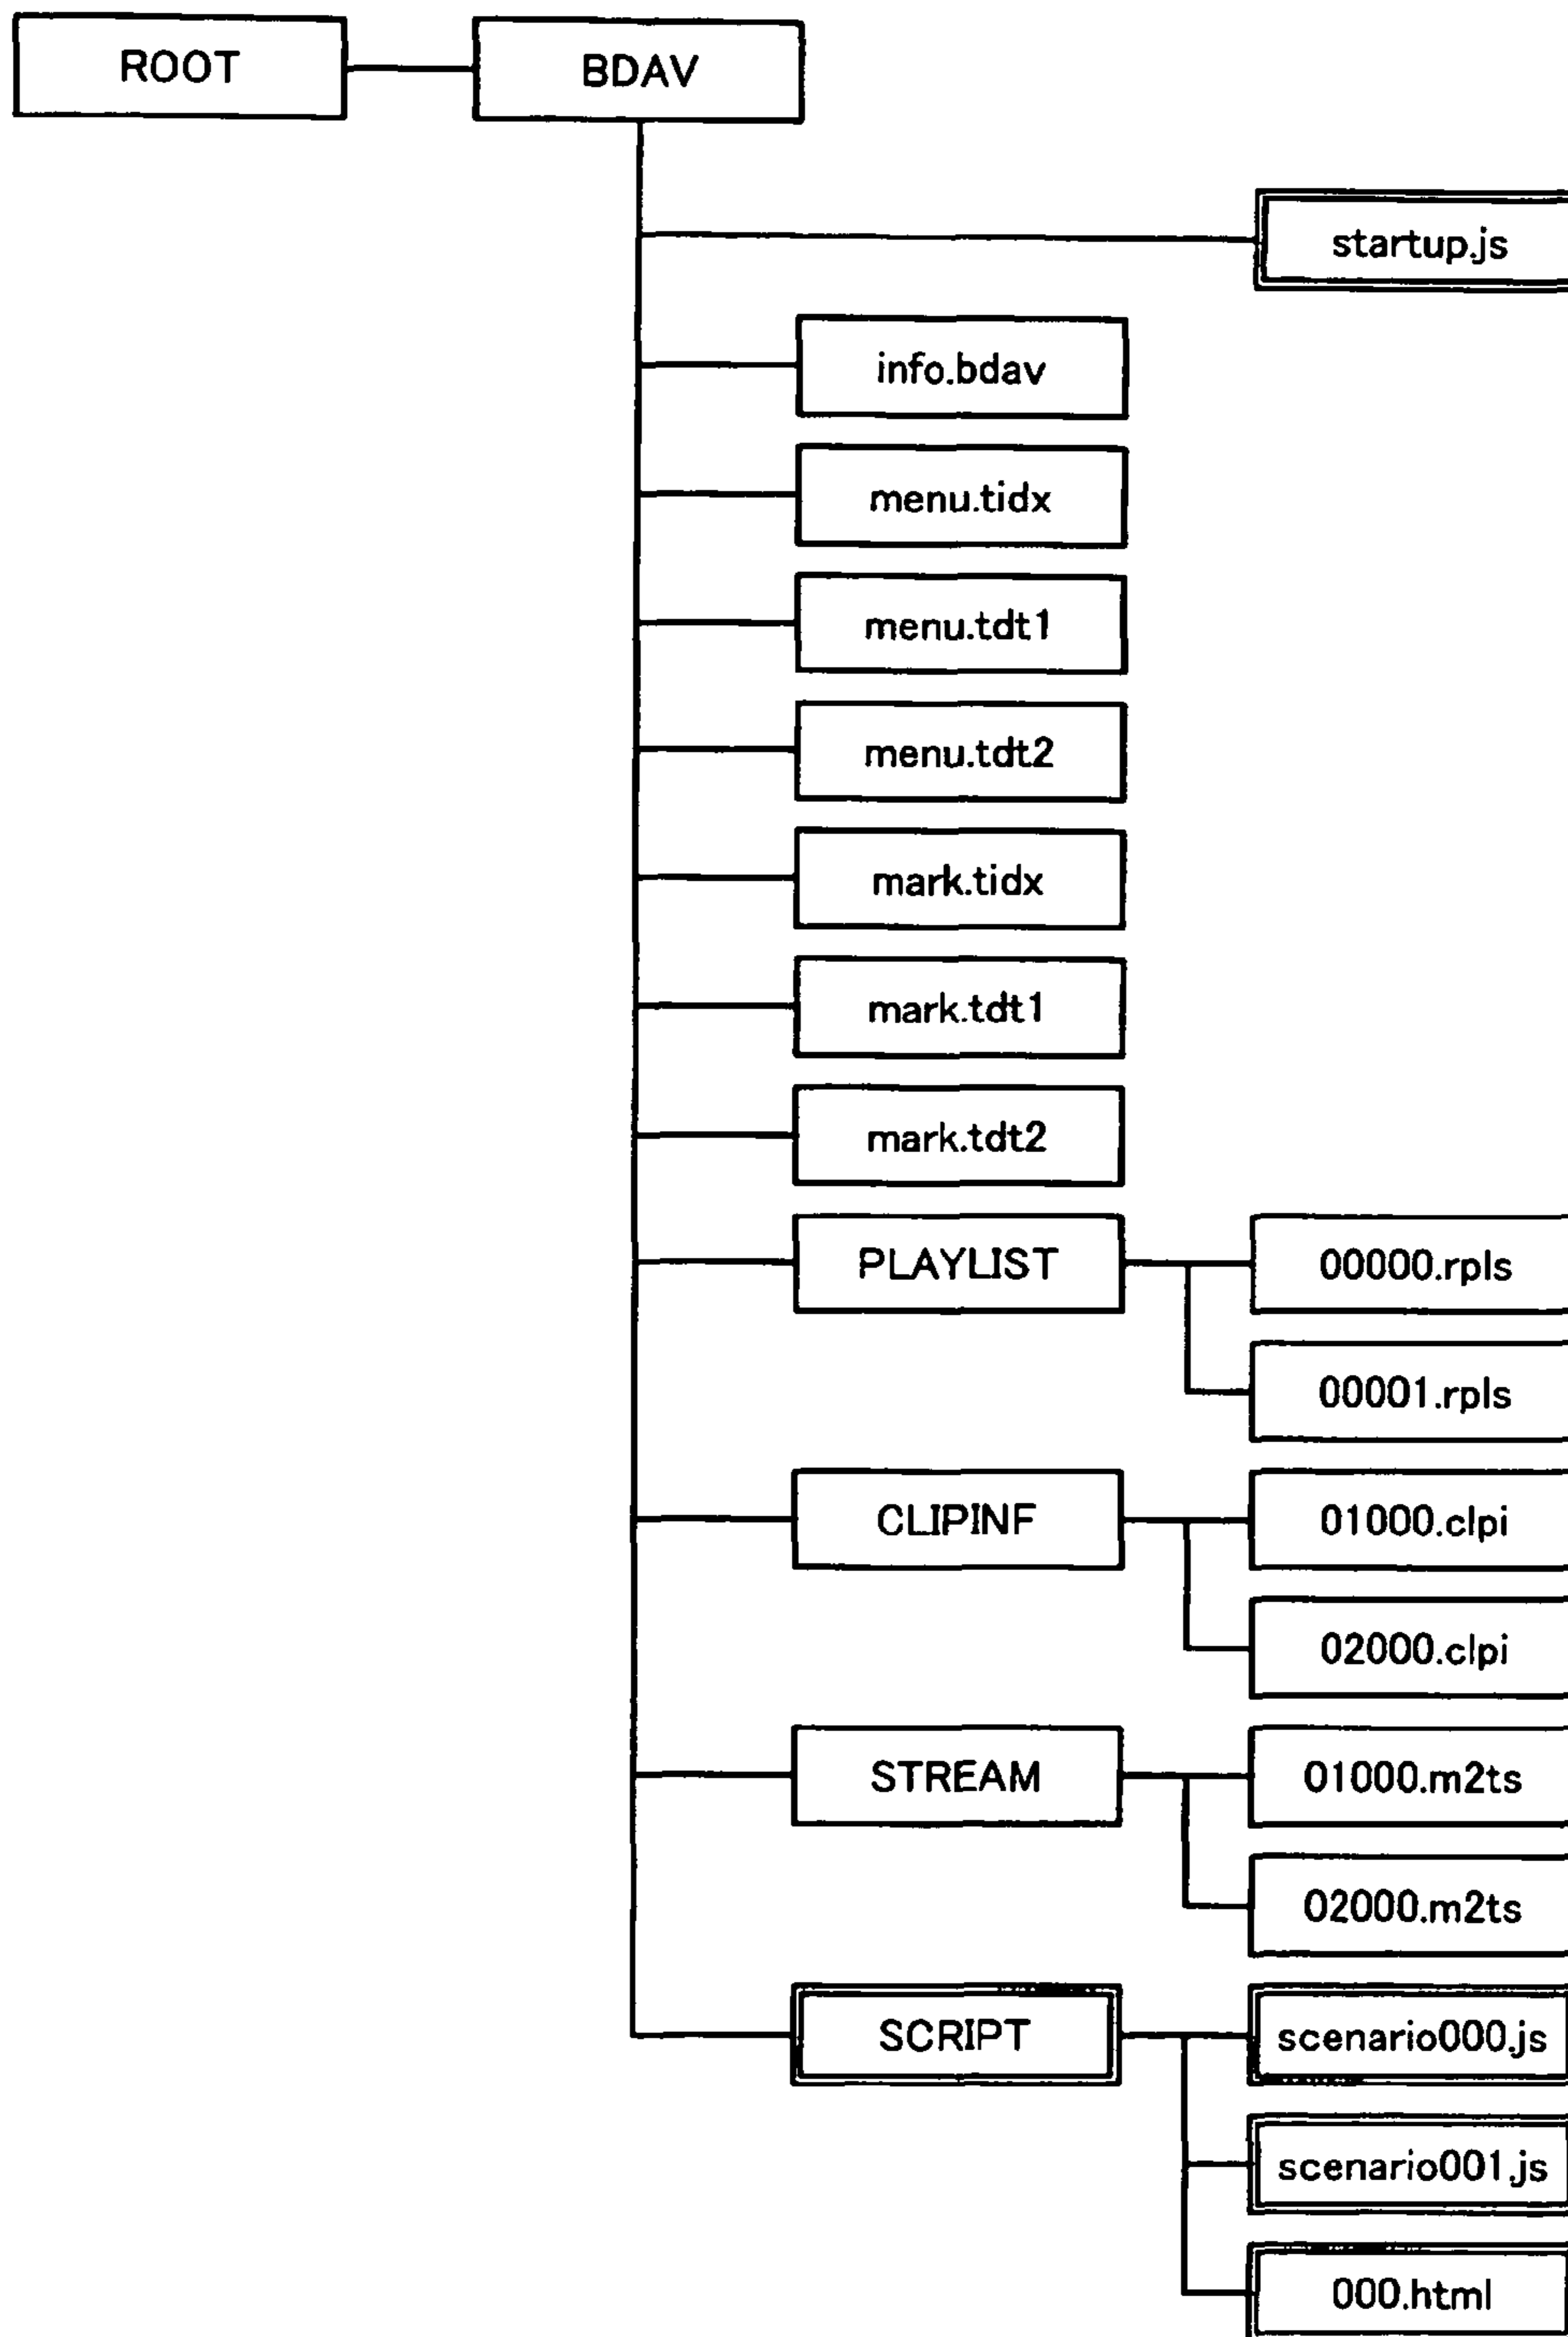 ROOT
BDAV
startup.js
info.bdav
menu.tidx
menu.tdt1
menu.tdt2
mark.tidx
mark.tdt1
mark.tdt2
PLAYLIST
00000.rpls
00001.rpls
CLIPINF
01000.clpi
02000.clpi
STREAM
01000.m2ts
02000.m2ts
SCRIPT
scenario000.js
scenario001.js
000.html